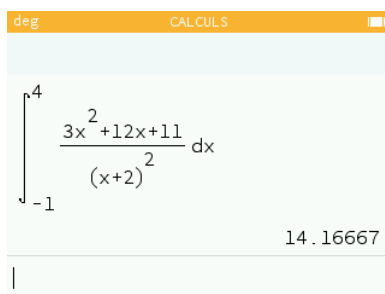 deg CALCULS
∫ 4
3x²+12x+11
(x+2)²
dx
-1
14.16667